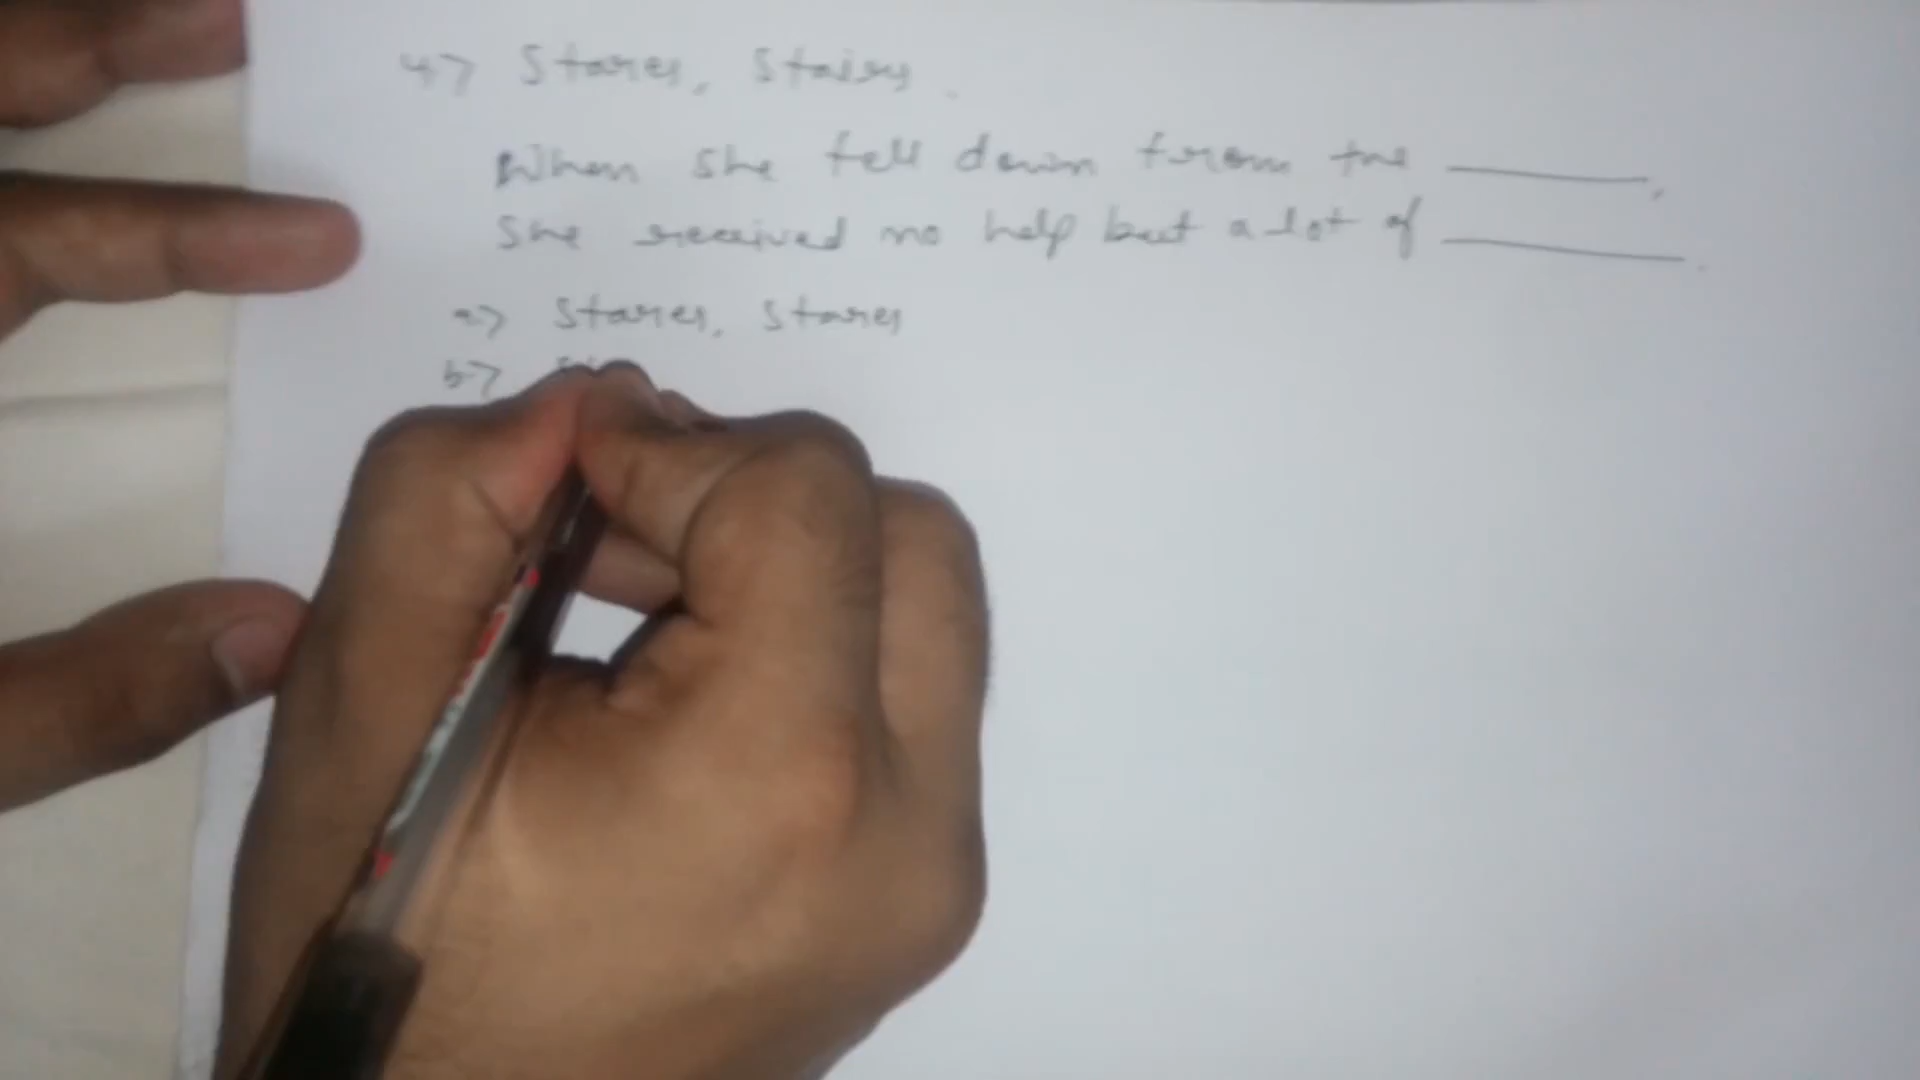 4> Stares, Stairs.
When she fell down from the ______,
She received no help but a lot of ______.
a> Stares, Stares
b>